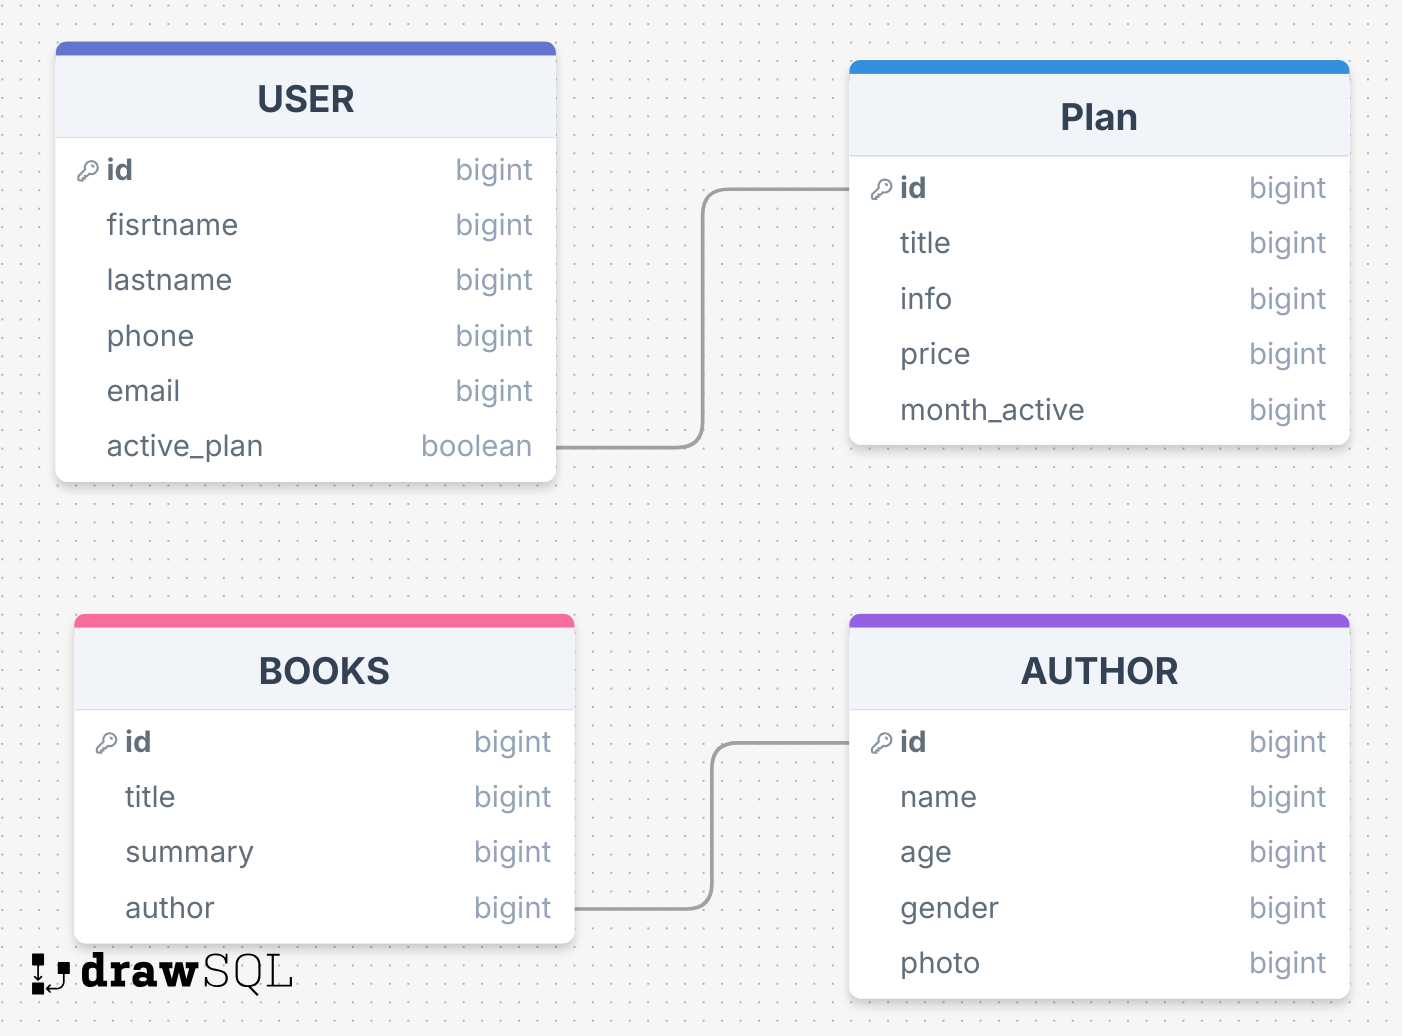 USER
id bigint
fisrtname bigint
lastname bigint
phone bigint
email bigint
active_plan boolean
Plan
id bigint
title bigint
info bigint
price bigint
month_active bigint
BOOKS
id bigint
title bigint
summary bigint
author bigint
AUTHOR
id bigint
name bigint
age bigint
gender bigint
photo bigint
drawSQL